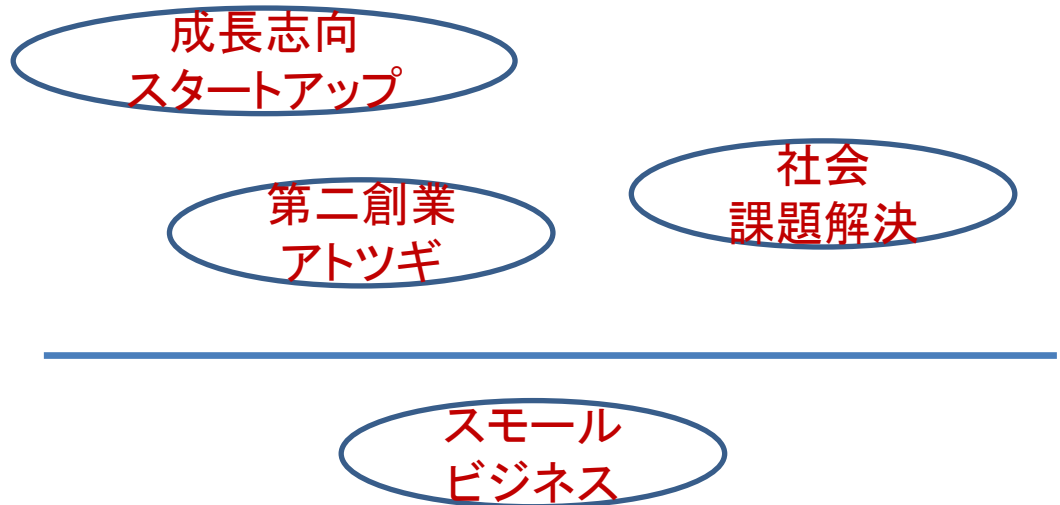 成長志向
スタートアップ
社会
課題解決
第二創業
アトツギ
スモール
ビジネス